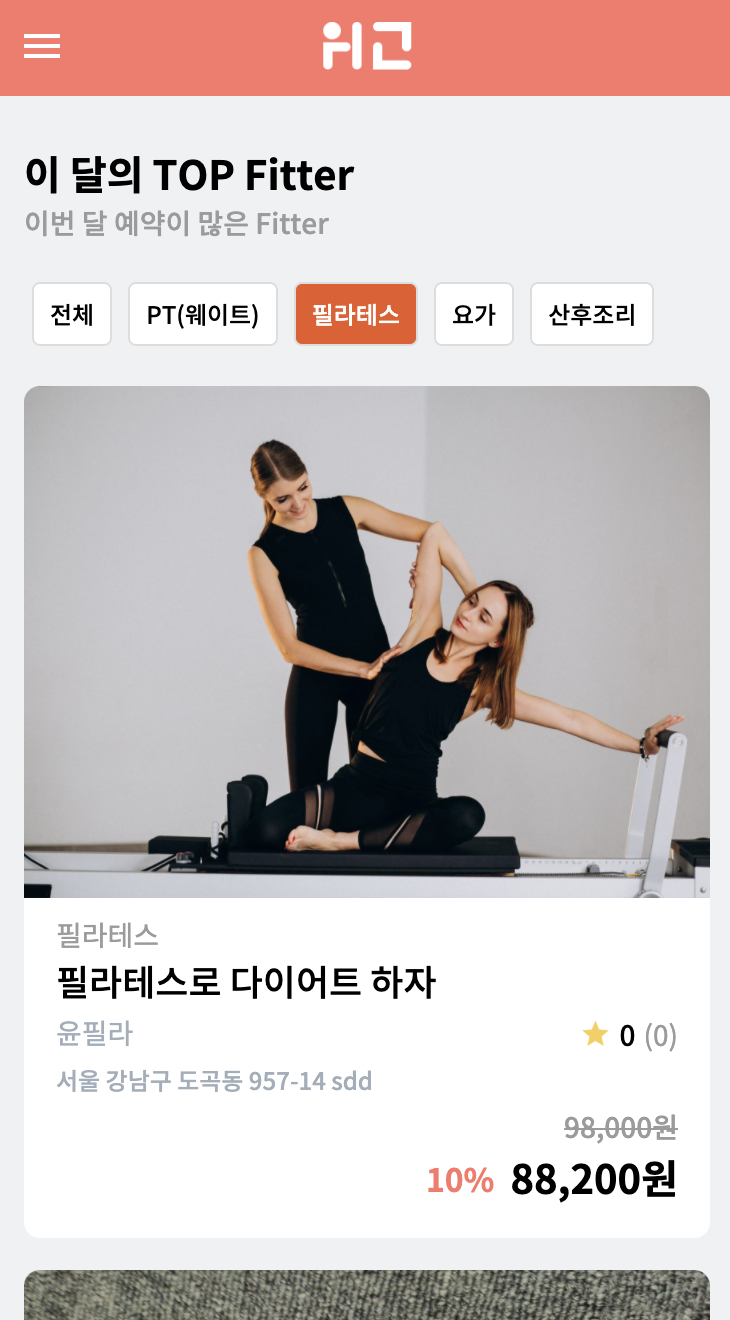 위고
이 달의 TOP Fitter
이번 달 예약이 많은 Fitter
전체 PT(웨이트) 필라테스 요가 산후조리
필라테스
필라테스로 다이어트 하자
윤필라 0 (0)
서울 강남구 도곡동 957-14 sdd
98,000원
10% 88,200원